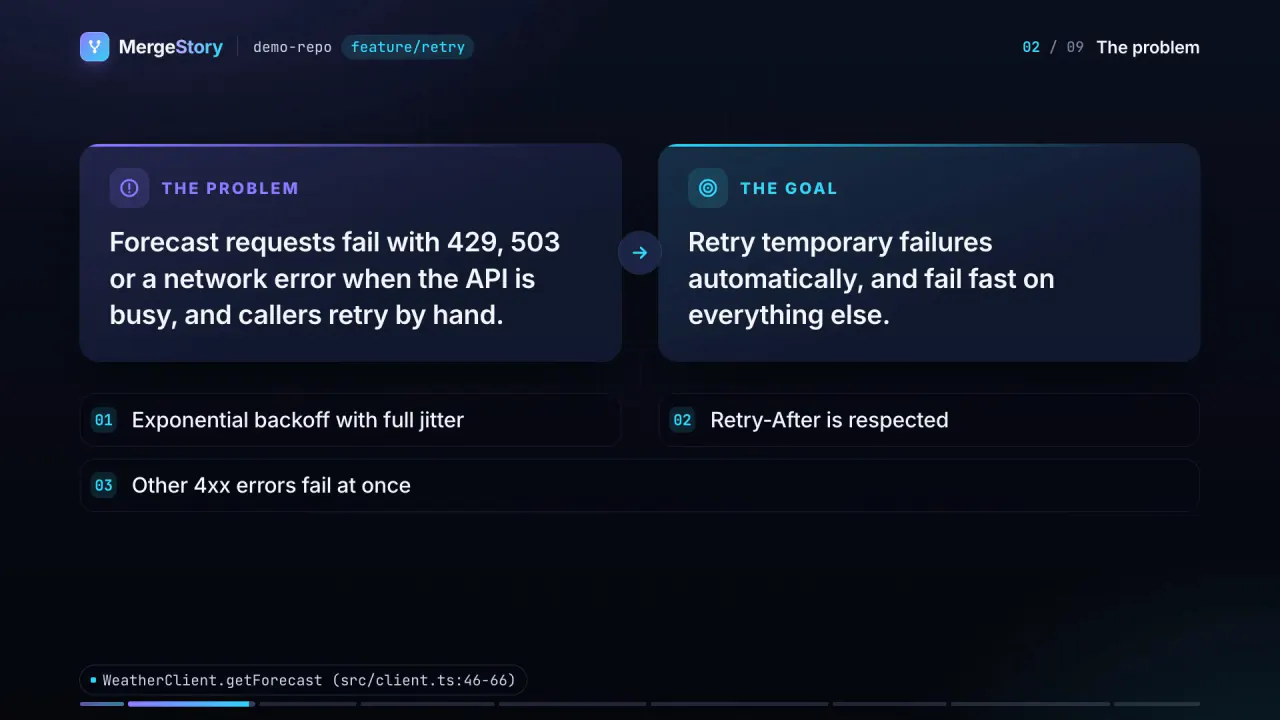 MergeStory
demo-repo
feature/retry
02 / 09 The problem
THE PROBLEM
Forecast requests fail with 429, 503
or a network error when the API is
busy, and callers retry by hand.
THE GOAL
Retry temporary failures
automatically, and fail fast on
everything else.
01 Exponential backoff with full jitter
02 Retry-After is respected
03 Other 4xx errors fail at once
WeatherClient.getForecast (src/client.ts:46-66)